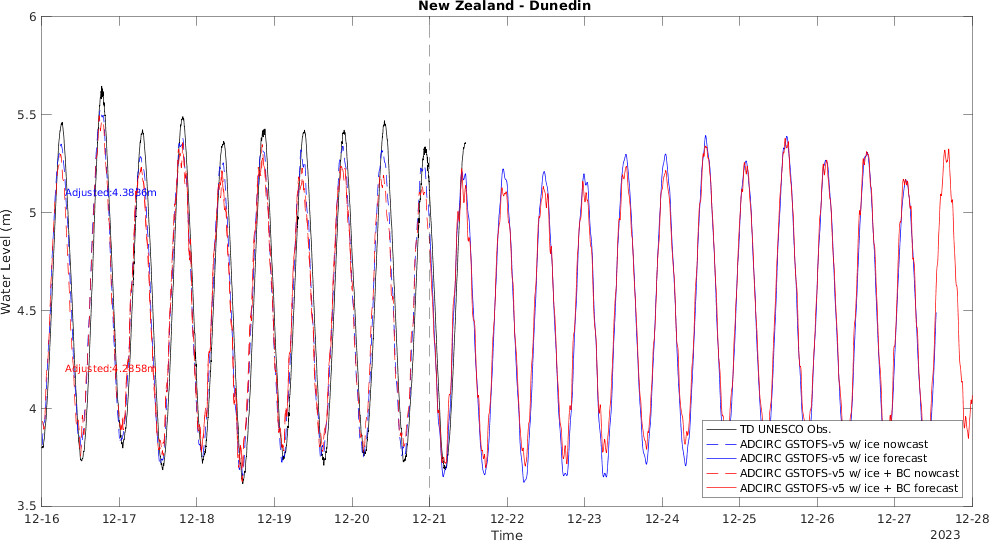 New Zealand - Dunedin
6
5.5
5
4.5
4
3.5
Water Level (m)
Adjusted:4.3836m
Adjusted:4.2358m
TD UNESCO Obs.
ADCIRC GSTOFS-v5 w/ ice nowcast
ADCIRC GSTOFS-v5 w/ ice forecast
ADCIRC GSTOFS-v5 w/ ice + BC nowcast
ADCIRC GSTOFS-v5 w/ ice + BC forecast
12-16 12-17 12-18 12-19 12-20 12-21 12-22 12-23 12-24 12-25 12-26 12-27 12-28
Time
2023